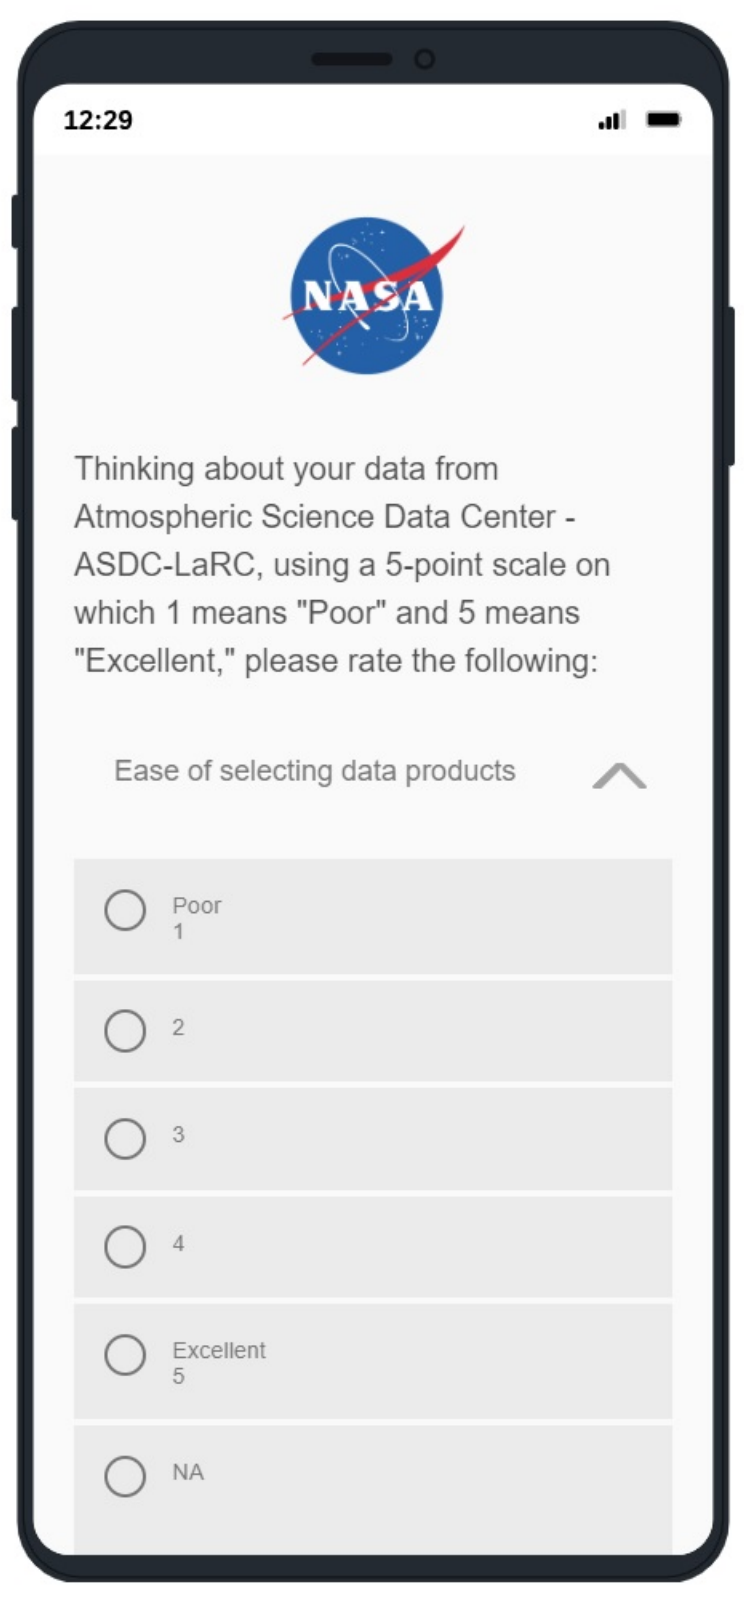 12:29
NASA
Thinking about your data from
Atmospheric Science Data Center -
ASDC-LaRC, using a 5-point scale on
which 1 means "Poor" and 5 means
"Excellent," please rate the following:
Ease of selecting data products
Poor
1
2
3
4
Excellent
5
NA